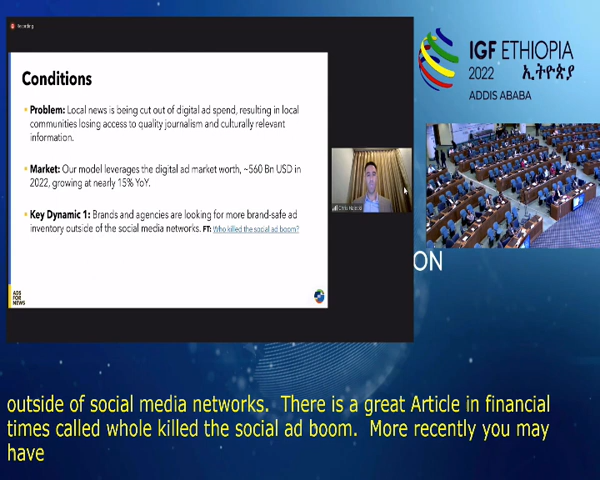 Recording
Conditions
Problem: Local news is being cut out of digital ad spend, resulting in local
communities losing access to quality journalism and culturally relevant
information.
Market: Our model leverages the digital ad market worth, ~560 Bn USD in
2022, growing at nearly 15% YoY.
Key Dynamic 1: Brands and agencies are looking for more brand-safe ad
inventory outside of the social media networks. FT: Who killed the social ad boom?
ADS
FOR
NEWS
IGF ETHIOPIA
2022 ኢትዮጵያ
ADDIS ABABA
ON
outside of social media networks. There is a great Article in financial
times called whole killed the social ad boom. More recently you may
have